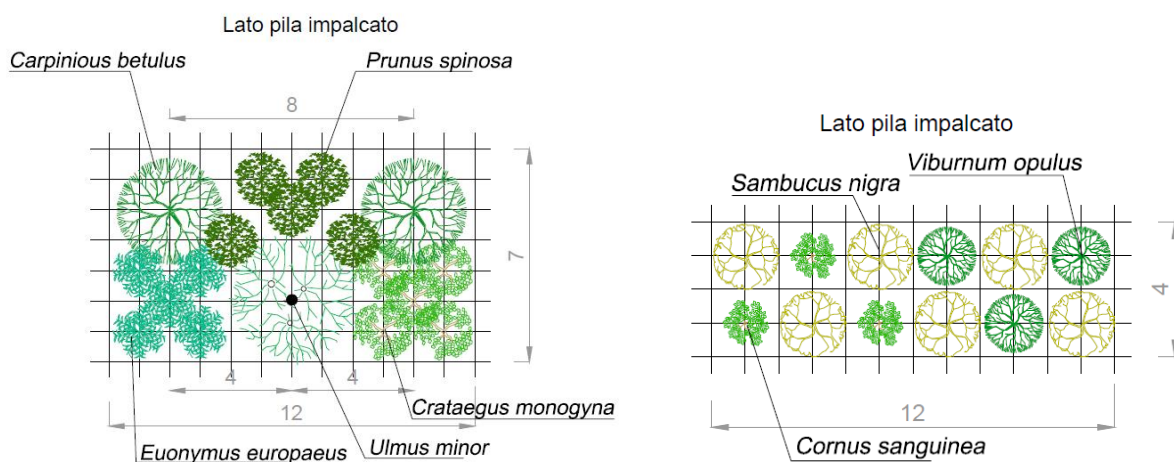 Lato pila impalcato
Carpinious betulus
Prunus spinosa
8
7
4
4
12
Crataegus monogyna
Ulmus minor
Euonymus europaeus
Lato pila impalcato
Viburnum opulus
Sambucus nigra
4
12
Cornus sanguinea